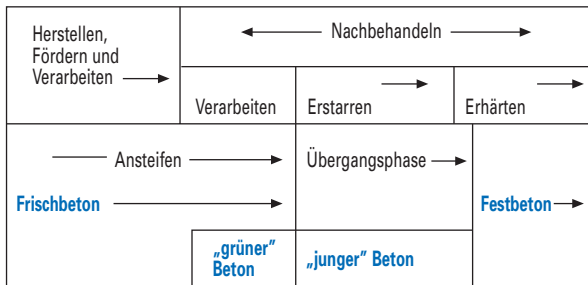 Herstellen,
Fördern und
Verarbeiten
Nachbehandeln
Verarbeiten
Erstarren
Erhärten
Ansteifen
Übergangsphase
Frischbeton
Festbeton
„grüner”
Beton
„junger” Beton